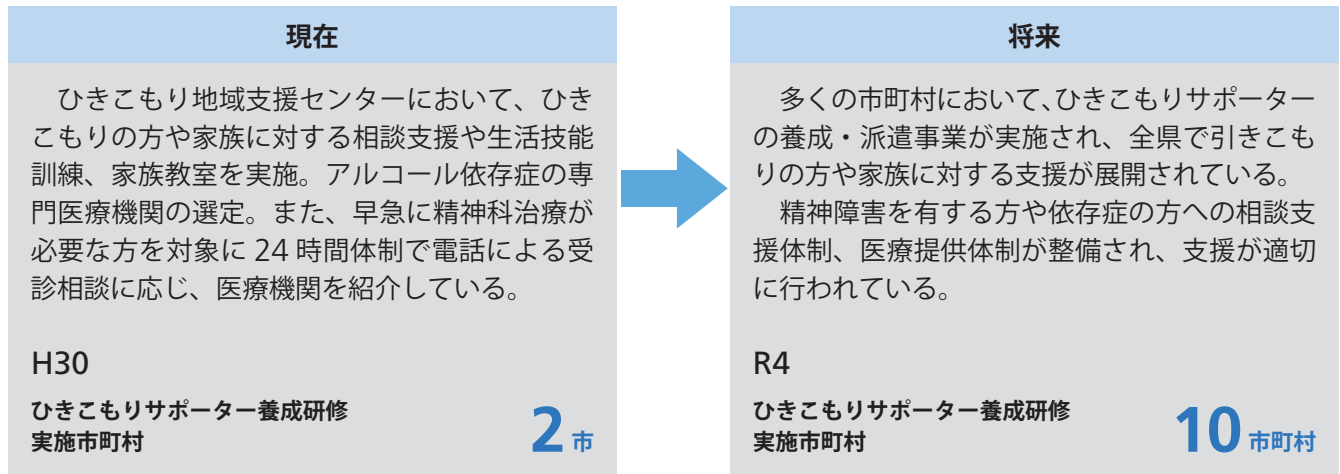 現在
ひきこもり地域支援センターにおいて、ひき
こもりの方や家族に対する相談支援や生活技能
訓練、家族教室を実施。アルコール依存症の専
門医療機関の選定。また、早急に精神科治療が
必要な方を対象に 24 時間体制で電話による受
診相談に応じ、医療機関を紹介している。
H30
ひきこもりサポーター養成研修
実施市町村
2 市
将来
多くの市町村において、ひきこもりサポーター
の養成・派遣事業が実施され、全県で引きこも
りの方や家族に対する支援が展開されている。
精神障害を有する方や依存症の方への相談支
援体制、医療提供体制が整備され、支援が適切
に行われている。
R4
ひきこもりサポーター養成研修
実施市町村
10 市町村